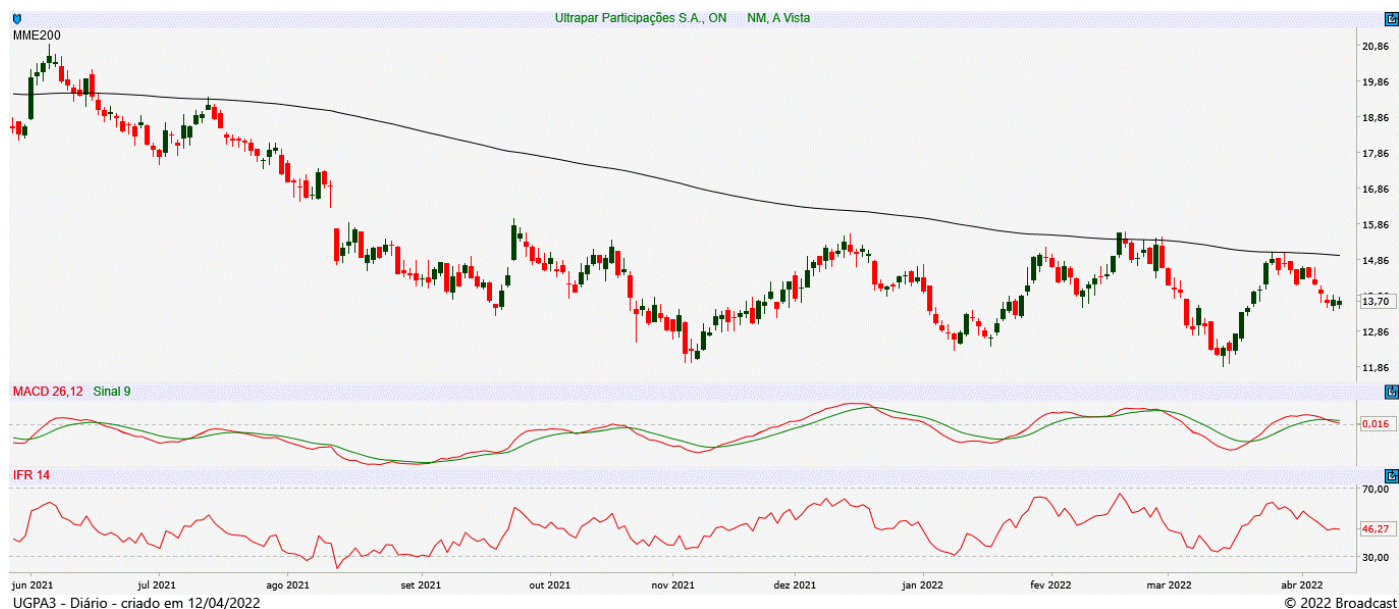 Ultrapar Participações S.A., ON NM, A Vista
MME200
20,86
19,86
18,86
17,86
16,86
15,86
14,86
13,70
12,86
11,86
MACD 26,12 Sinal 9
0,016
IFR 14
70,00
46,27
30,00
jun 2021 jul 2021 ago 2021 set 2021 out 2021 nov 2021 dez 2021 jan 2022 fev 2022 mar 2022 abr 2022
UGPA3 - Diário - criado em 12/04/2022 © 2022 Broadcast